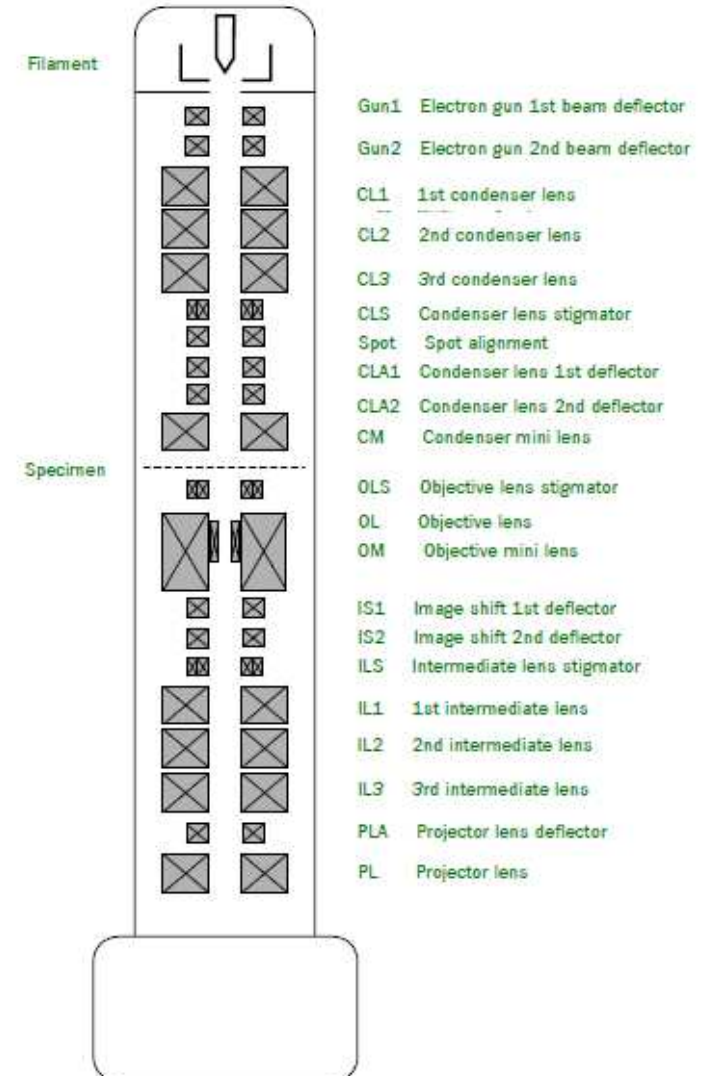 Filament
Gun1 Electron gun 1st beam deflector
Gun2 Electron gun 2nd beam deflector
CL1 1st condenser lens
CL2 2nd condenser lens
CL3 3rd condenser lens
CLS Condenser lens stigmator
Spot Spot alignment
CLA1 Condenser lens 1st deflector
CLA2 Condenser lens 2nd deflector
CM Condenser mini lens
Specimen
OLS Objective lens stigmator
OL Objective lens
OM Objective mini lens
IS1 Image shift 1st deflector
IS2 Image shift 2nd deflector
ILS Intermediate lens stigmator
IL1 1st intermediate lens
IL2 2nd intermediate lens
IL3 3rd intermediate lens
PLA Projector lens deflector
PL Projector lens